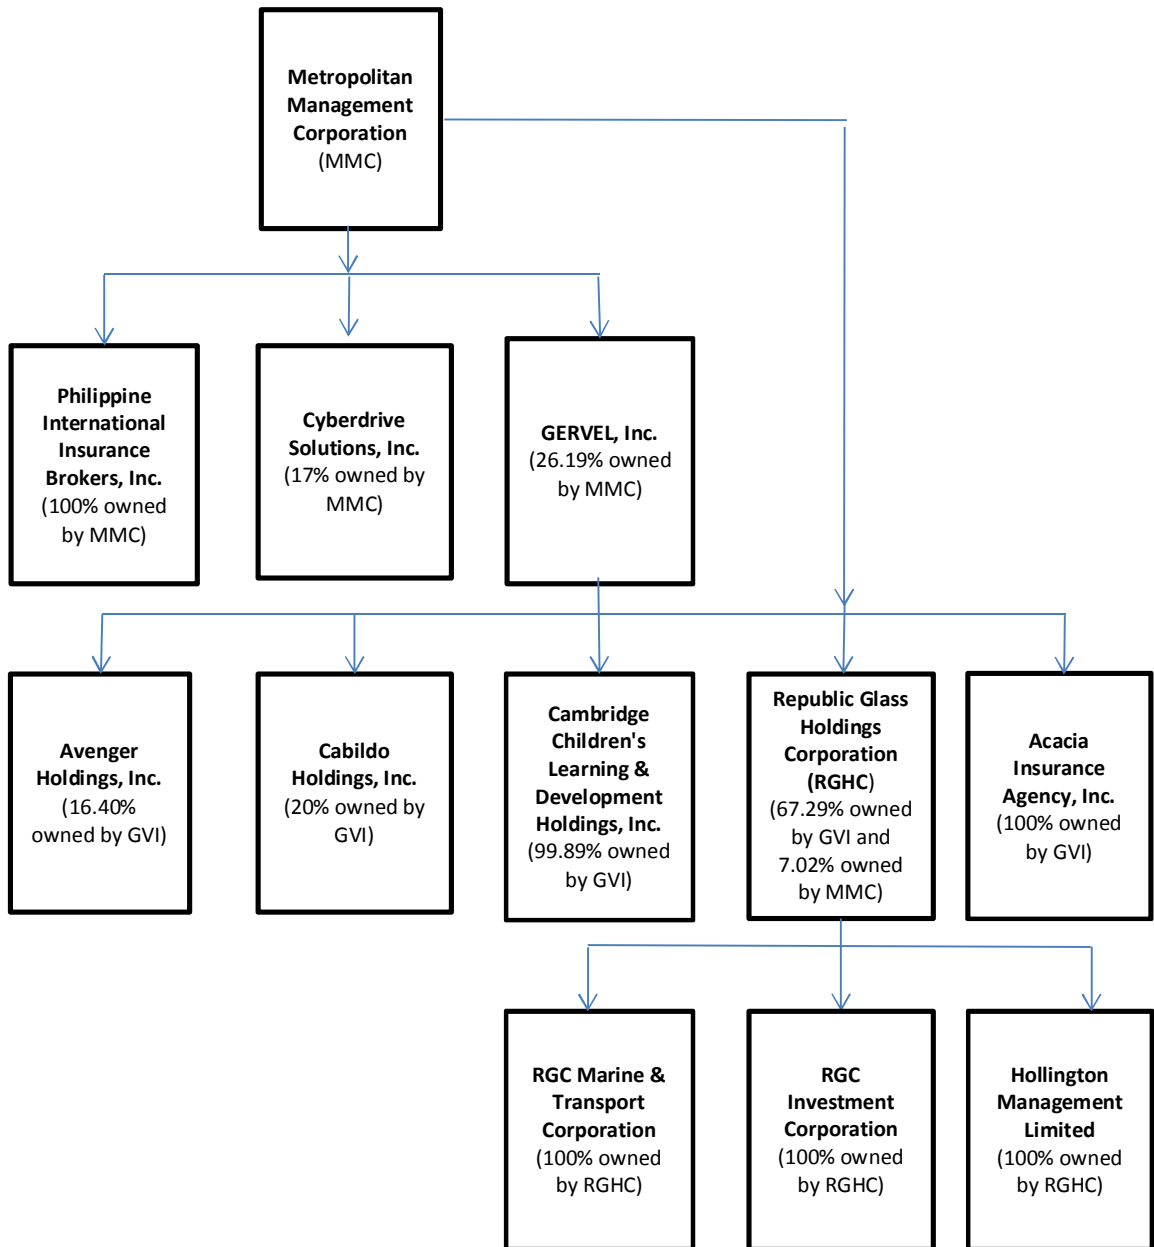 Metropolitan
Management
Corporation
(MMC)
Philippine
International
Insurance
Brokers, Inc.
(100% owned
by MMC)
Cyberdrive
Solutions, Inc.
(17% owned by
MMC)
GERVEL, Inc.
(26.19% owned
by MMC)
Avenger
Holdings, Inc.
(16.40%
owned by GVI)
Cabildo
Holdings, Inc.
(20% owned by
GVI)
Cambridge
Children's
Learning &
Development
Holdings, Inc.
(99.89% owned
by GVI)
Republic Glass
Holdings
Corporation
(RGHC)
(67.29% owned
by GVI and
7.02% owned
by MMC)
Acacia
Insurance
Agency, Inc.
(100% owned
by GVI)
RGC Marine &
Transport
Corporation
(100% owned
by RGHC)
RGC
Investment
Corporation
(100% owned
by RGHC)
Hollington
Management
Limited
(100% owned
by RGHC)